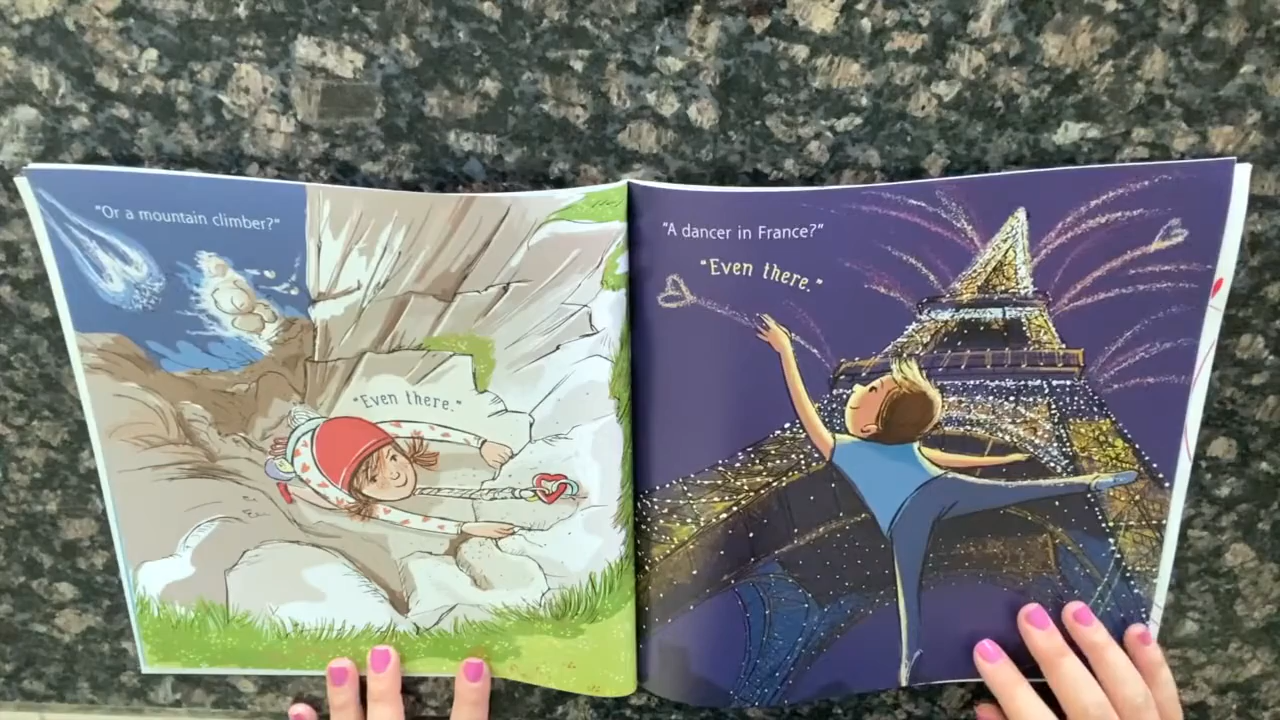 "Or a mountain climber?"
"Even there."
"A dancer in France?"
"Even there."